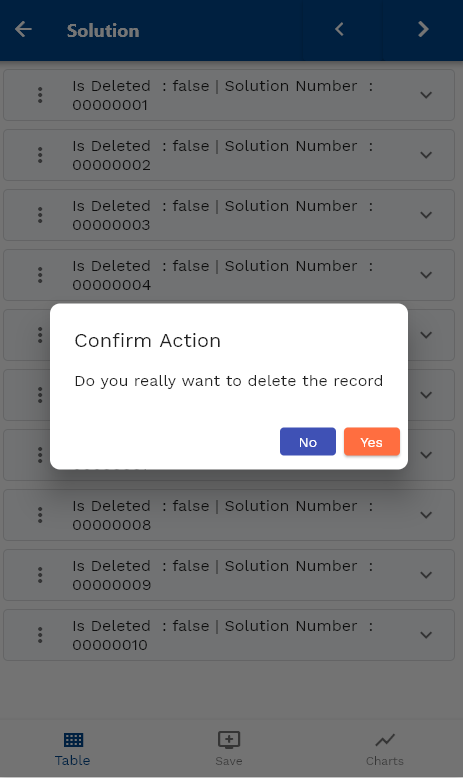 Solution
Is Deleted : false | Solution Number :
00000001
Is Deleted : false | Solution Number :
00000002
Is Deleted : false | Solution Number :
00000003
Is Deleted : false | Solution Number :
00000004
Confirm Action
Do you really want to delete the record
No
Yes
Is Deleted : false | Solution Number :
00000008
Is Deleted : false | Solution Number :
00000009
Is Deleted : false | Solution Number :
00000010
Table
Save
Charts